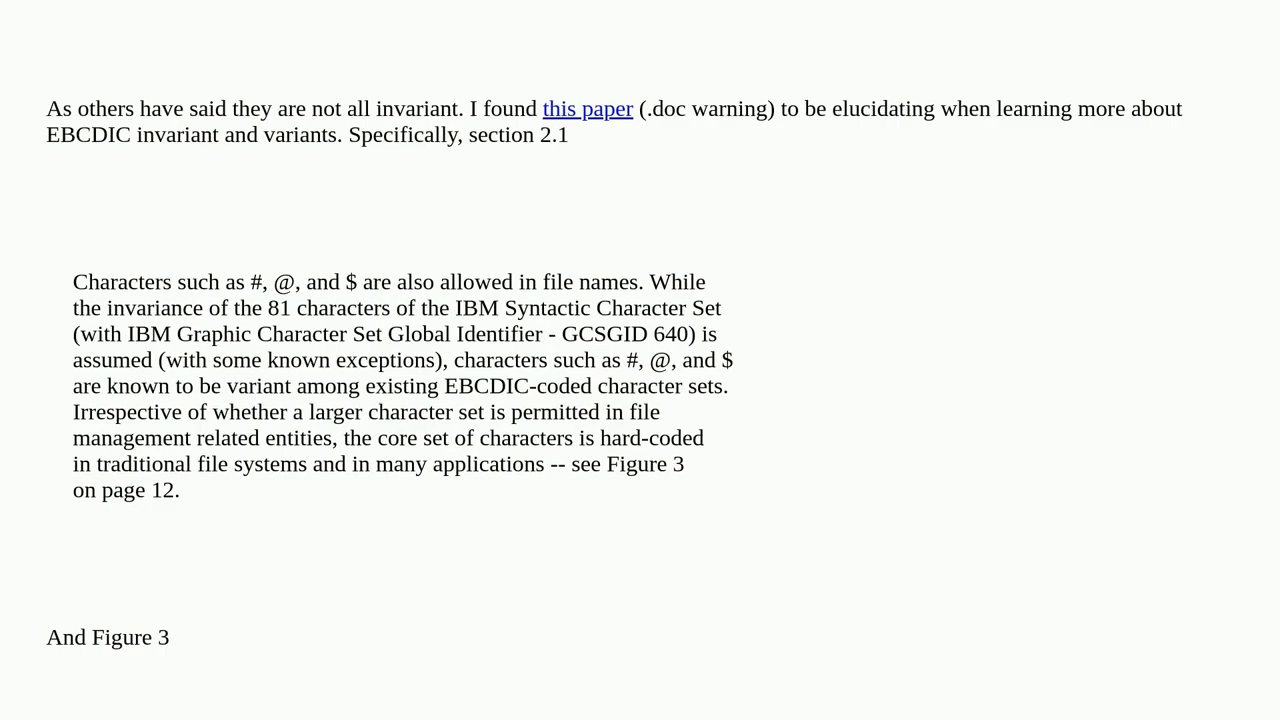 As others have said they are not all invariant. I found this paper (.doc warning) to be elucidating when learning more about
EBCDIC invariant and variants. Specifically, section 2.1
Characters such as #, @, and $ are also allowed in file names. While
the invariance of the 81 characters of the IBM Syntactic Character Set
(with IBM Graphic Character Set Global Identifier - GCSGID 640) is
assumed (with some known exceptions), characters such as #, @, and $
are known to be variant among existing EBCDIC-coded character sets.
Irrespective of whether a larger character set is permitted in file
management related entities, the core set of characters is hard-coded
in traditional file systems and in many applications -- see Figure 3
on page 12.
And Figure 3